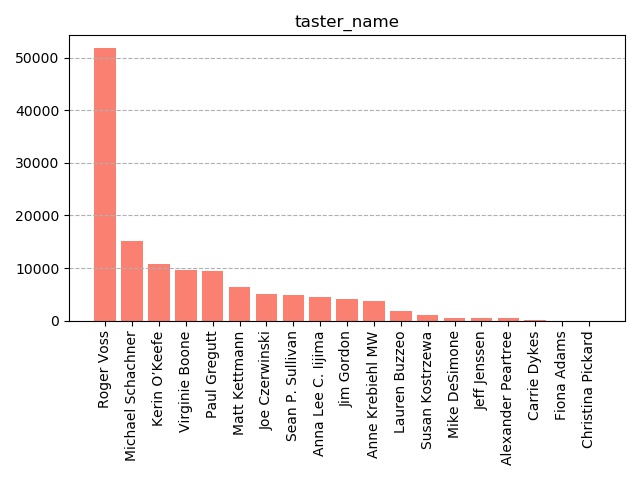 taster_name
50000
40000
30000
20000
10000
0
Roger Voss
Michael Schachner
Kerin O'Keefe
Virginie Boone
Paul Gregutt
Matt Kettmann
Joe Czerwinski
Sean P. Sullivan
Anna Lee C. Iijima
Jim Gordon
Anne Krebiehl MW
Lauren Buzzeo
Susan Kostrzewa
Mike DeSimone
Jeff Jenssen
Alexander Peartree
Carrie Dykes
Fiona Adams
Christina Pickard